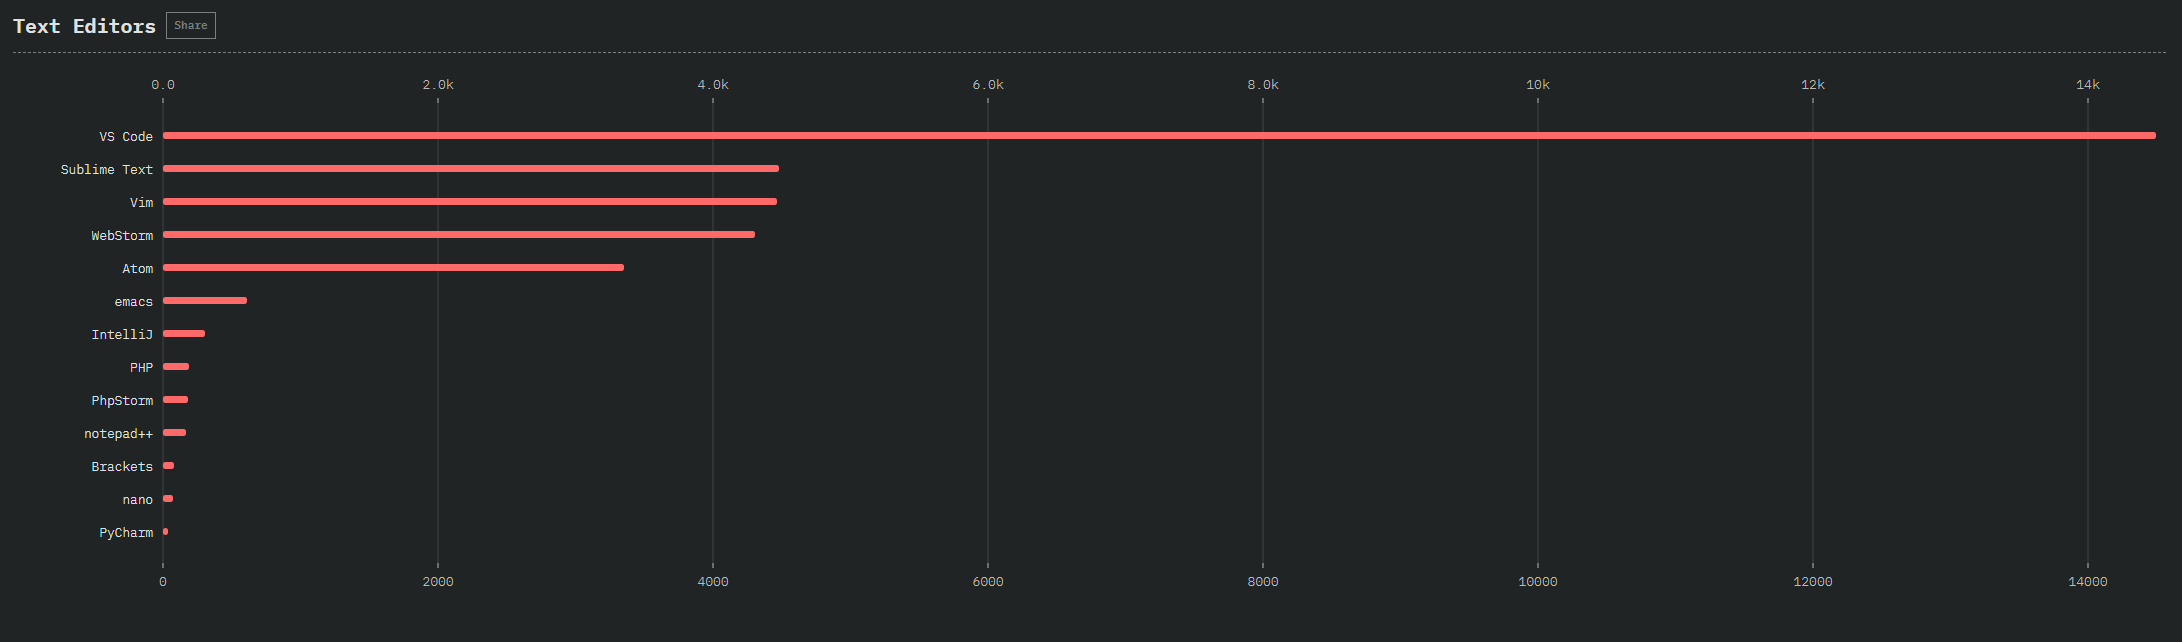 Text Editors Share
0.0 2.0k 4.0k 6.0k 8.0k 10k 12k 14k
VS Code
Sublime Text
Vim
WebStorm
Atom
emacs
IntelliJ
PHP
PhpStorm
notepad++
Brackets
nano
PyCharm
0 2000 4000 6000 8000 10000 12000 14000